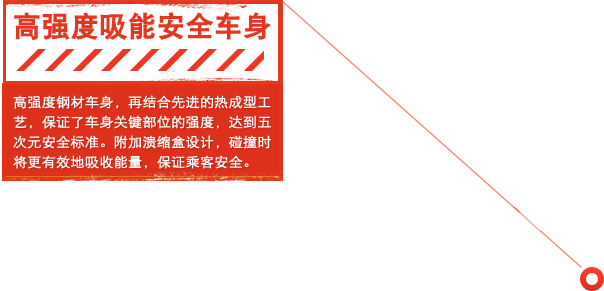 高强度吸能安全车身
高强度钢材车身，再结合先进的热成型工
艺，保证了车身关键部位的强度，达到五
次元安全标准。附加溃缩盒设计，碰撞时
将更有效地吸收能量，保证乘客安全。